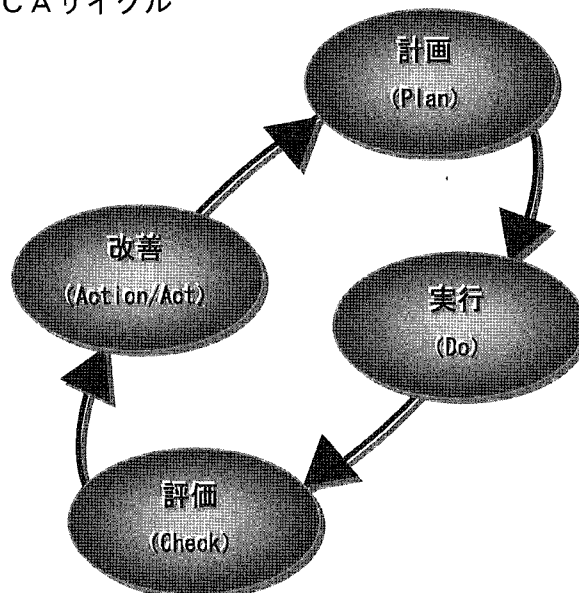 ＣＡサイクル
計画
(Plan)
改善
(Action/Act)
実行
(Do)
評価
(Check)